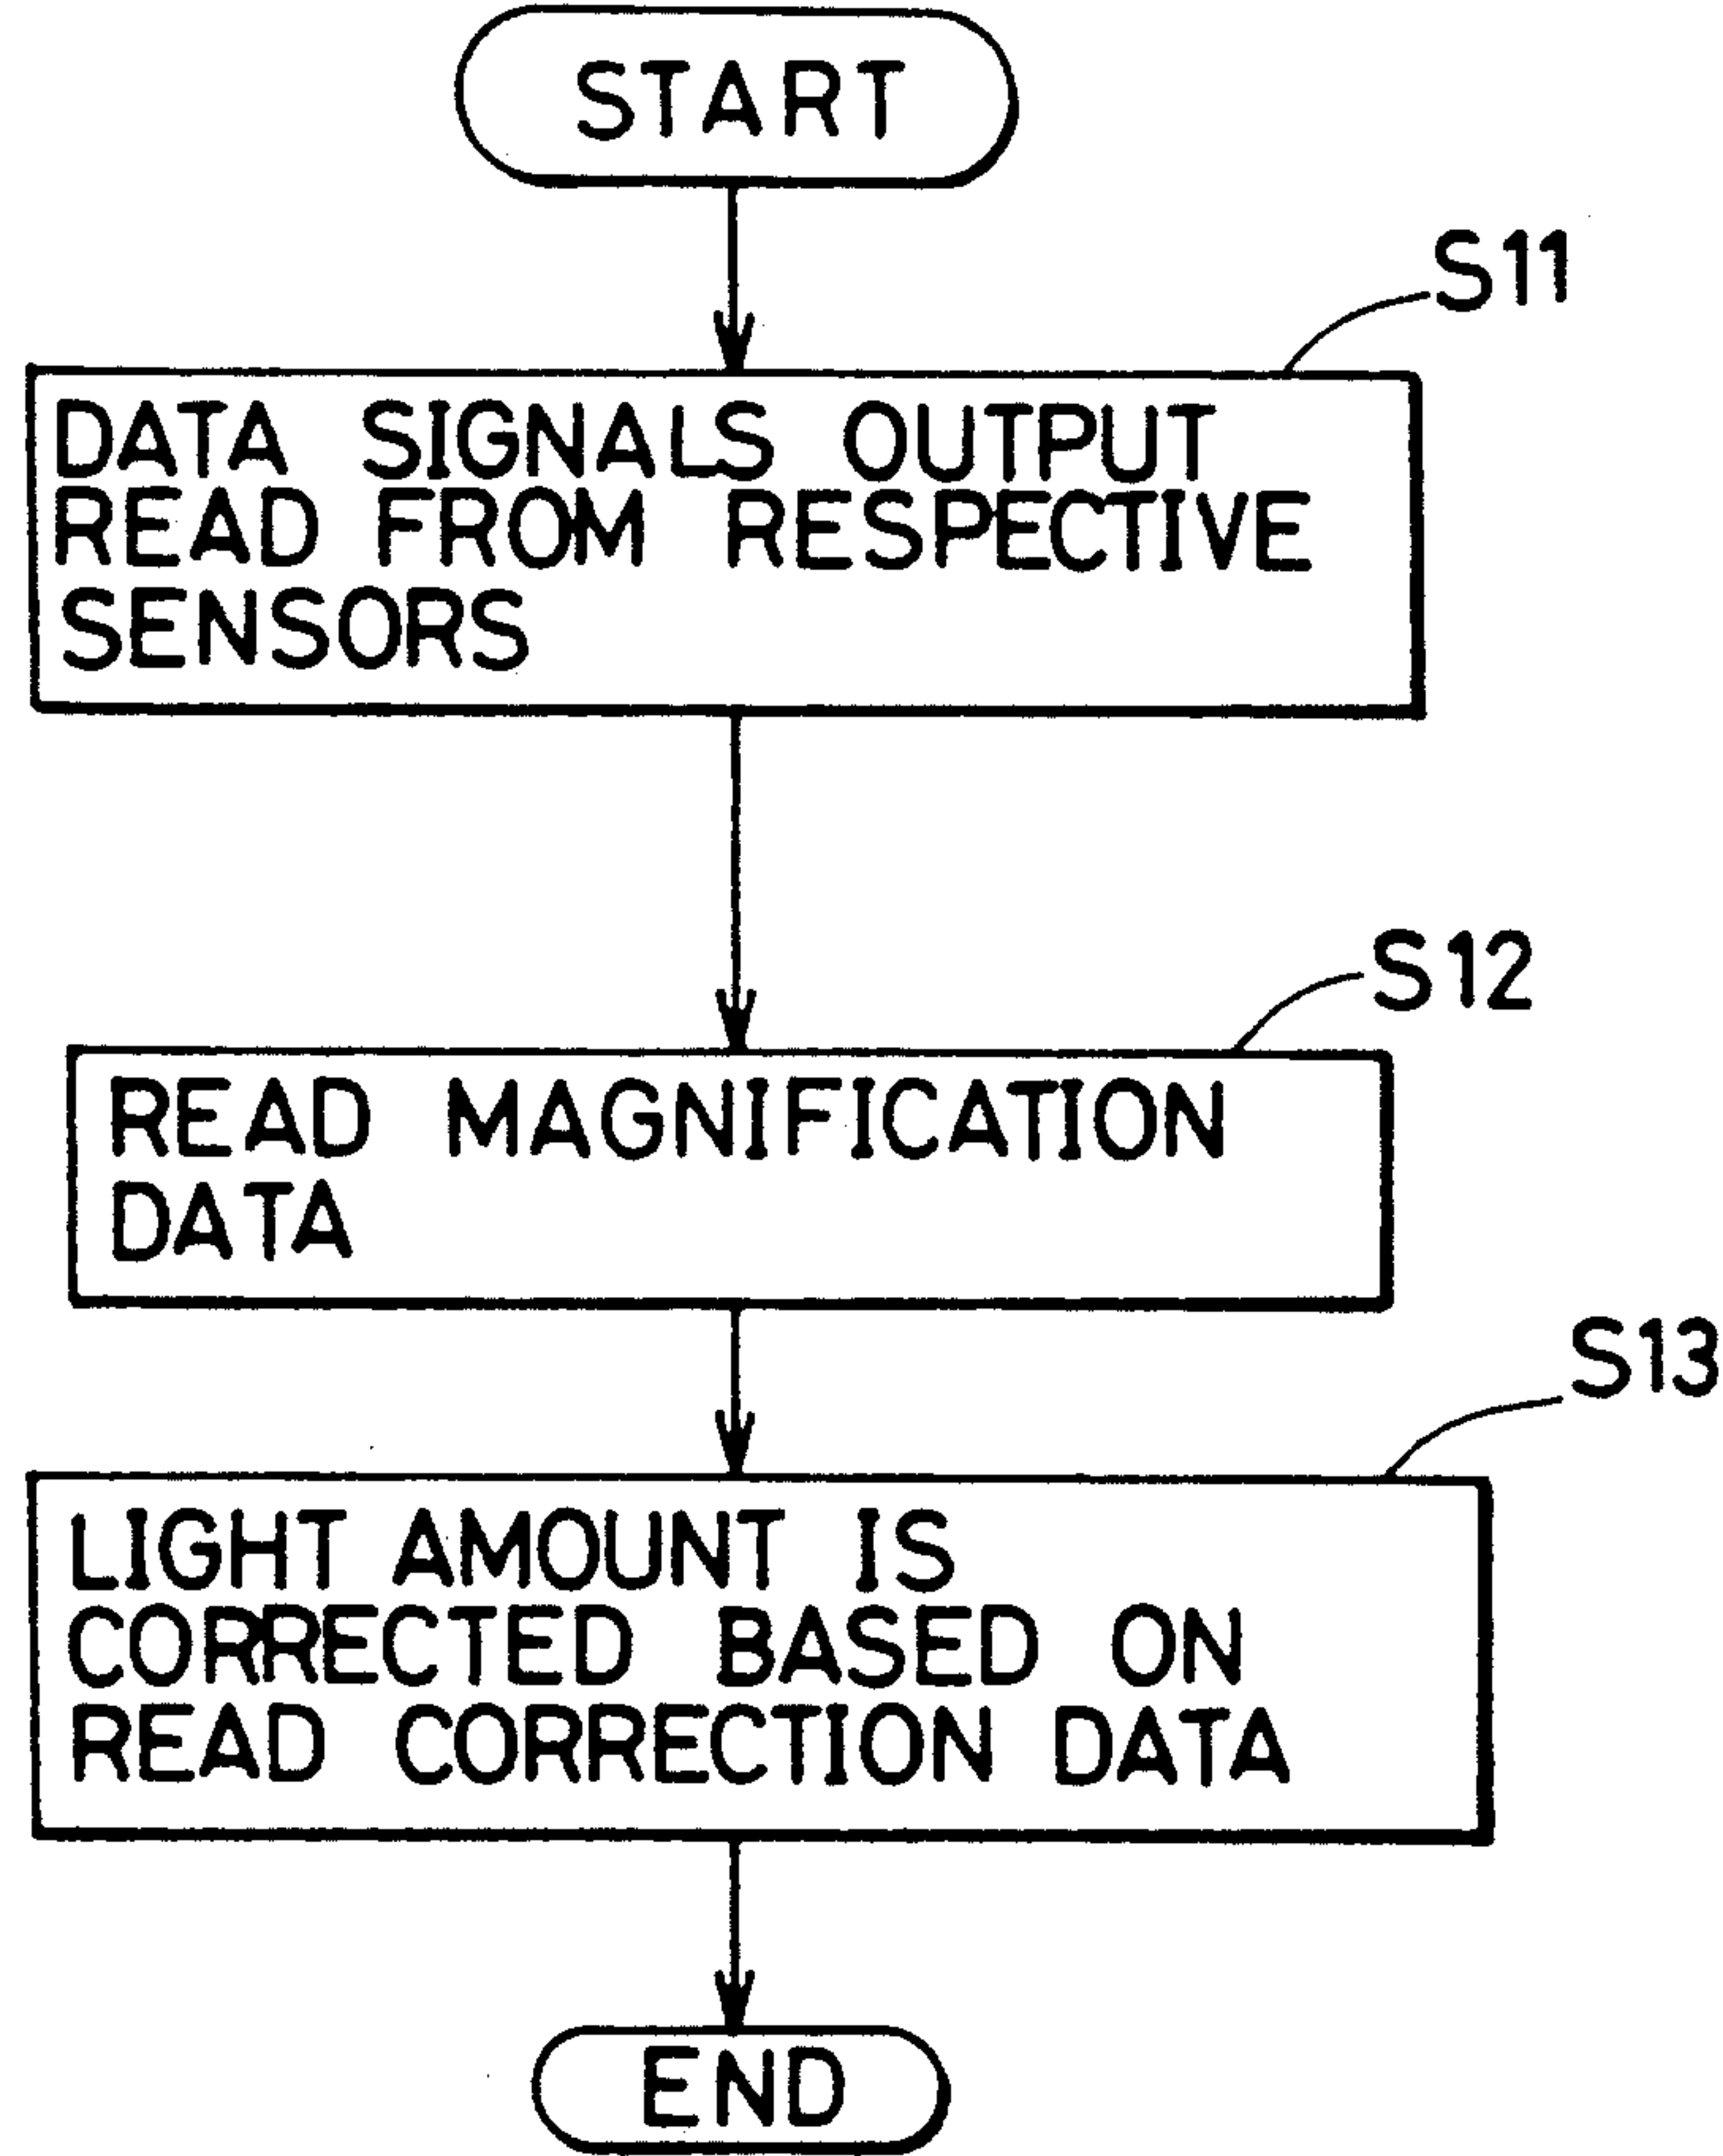 START
S11
DATA SIGNALS OUTPUT
READ FROM RESPECTIVE
SENSORS
S12
READ MAGNIFICATION
DATA
S13
LIGHT AMOUNT IS
CORRECTED BASED ON
READ CORRECTION DATA
END